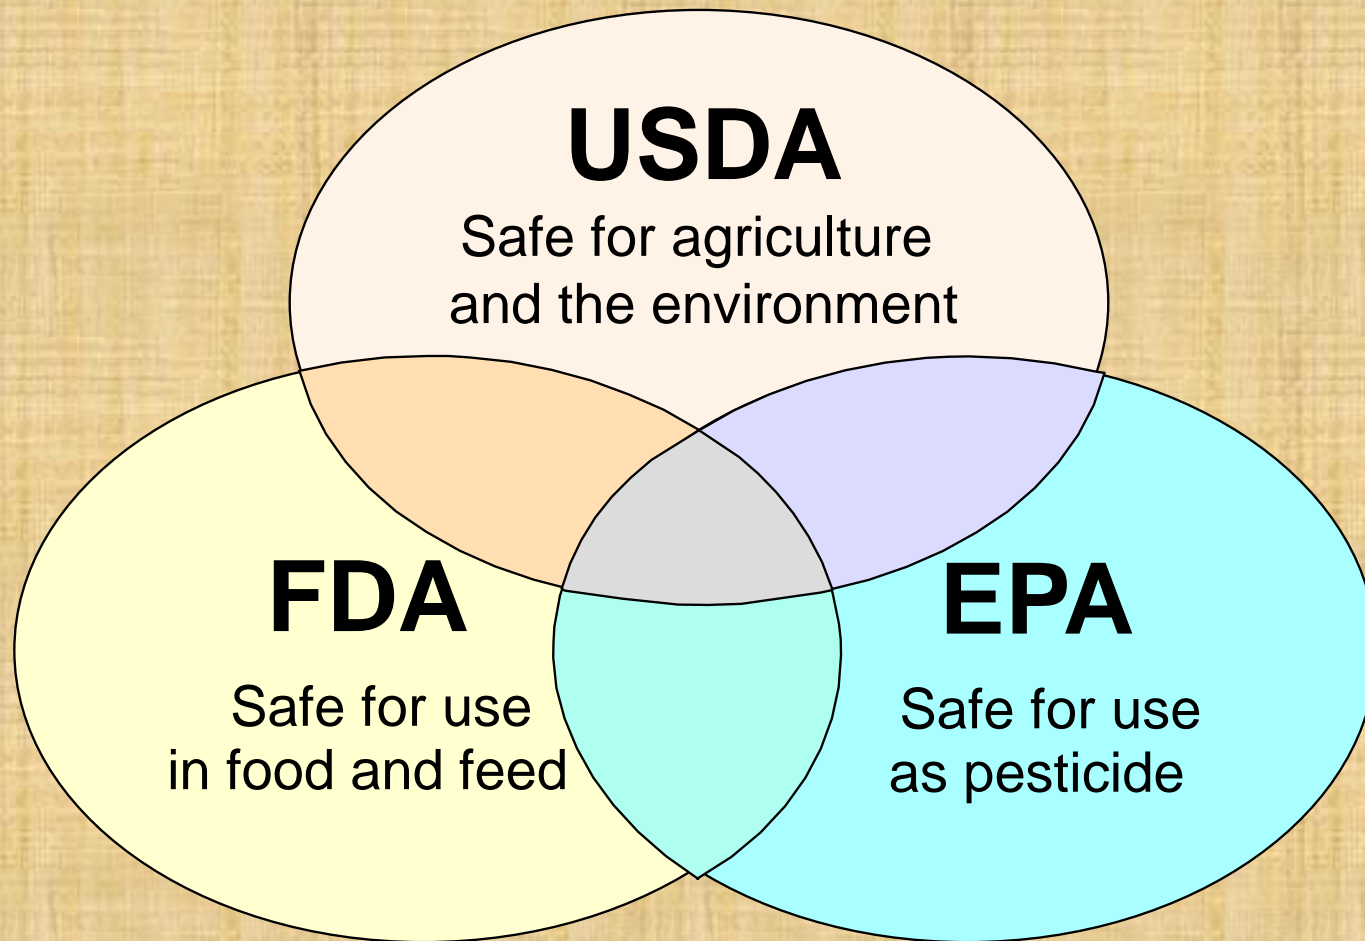 USDA
Safe for agriculture
and the environment
FDA
Safe for use
in food and feed
EPA
Safe for use
as pesticide